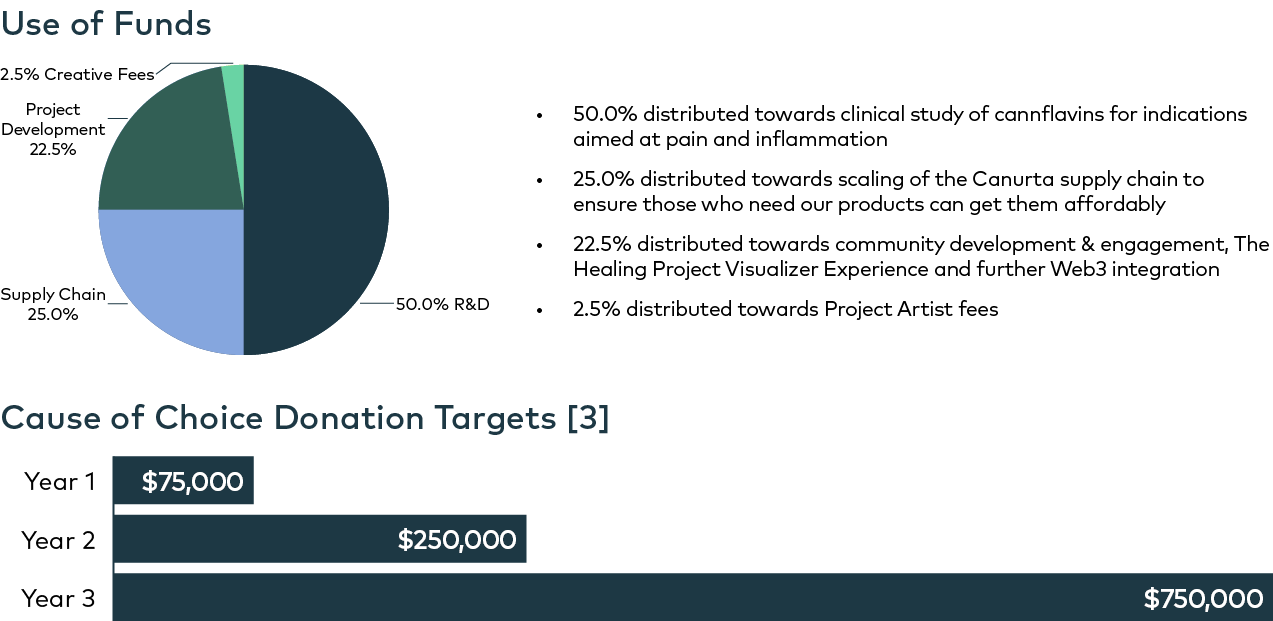 Use of Funds
2.5% Creative Fees
Project
Development
22.5%
Supply Chain
25.0%
50.0% R&D
• 50.0% distributed towards clinical study of cannflavins for indications
aimed at pain and inflammation
• 25.0% distributed towards scaling of the Canurta supply chain to
ensure those who need our products can get them affordably
• 22.5% distributed towards community development & engagement, The
Healing Project Visualizer Experience and further Web3 integration
• 2.5% distributed towards Project Artist fees
Cause of Choice Donation Targets [3]
Year 1 $75,000
Year 2 $250,000
Year 3 $750,000